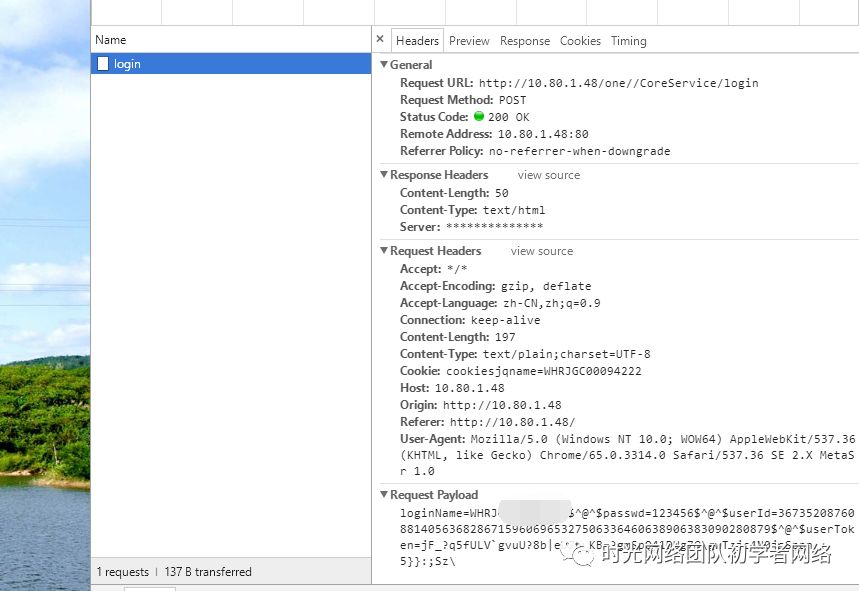 Name
× Headers Preview Response Cookies Timing
login
General
Request URL: http://10.80.1.48/one//CoreService/login
Request Method: POST
Status Code: 200 OK
Remote Address: 10.80.1.48:80
Referrer Policy: no-referrer-when-downgrade
Response Headers view source
Content-Length: 50
Content-Type: text/html
Server: **************
Request Headers view source
Accept: */*
Accept-Encoding: gzip, deflate
Accept-Language: zh-CN,zh;q=0.9
Connection: keep-alive
Content-Length: 197
Content-Type: text/plain;charset=UTF-8
Cookie: cookiesjqname=WHRJGC00094222
Host: 10.80.1.48
Origin: http://10.80.1.48
Referer: http://10.80.1.48/
User-Agent: Mozilla/5.0 (Windows NT 10.0; WOW64) AppleWebKit/537.36
(KHTML, like Gecko) Chrome/65.0.3314.0 Safari/537.36 SE 2.X MetaS
r 1.0
Request Payload
loginName=WHRJ $^@^$passwd=123456$^@^$userId=36735208760
88140563682867159606965327506336460638906383090280879$^@^$userTok
en=jF_?q5fULV`gvuU?8b|e
5}}:;Sz\
时光网络团队初学者网络
1 requests | 137 B transferred